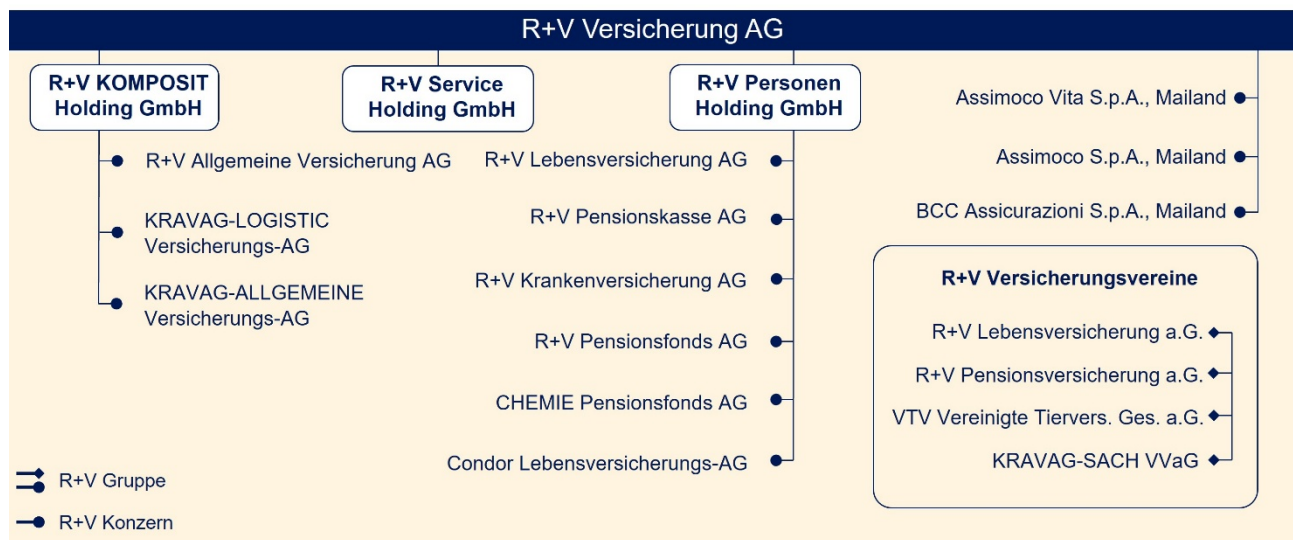 R+V Versicherung AG
R+V KOMPOSIT
Holding GmbH
R+V Allgemeine Versicherung AG
KRAVAG-LOGISTIC
Versicherungs-AG
KRAVAG-ALLGEMEINE
Versicherungs-AG
R+V Service
Holding GmbH
R+V Personen
Holding GmbH
R+V Lebensversicherung AG
R+V Pensionskasse AG
R+V Krankenversicherung AG
R+V Pensionsfonds AG
CHEMIE Pensionsfonds AG
Condor Lebensversicherungs-AG
Assimoco Vita S.p.A., Mailand
Assimoco S.p.A., Mailand
BCC Assicurazioni S.p.A., Mailand
R+V Versicherungsvereine
R+V Lebensversicherung a.G.
R+V Pensionsversicherung a.G.
VTV Vereinigte Tiervers. Ges. a.G.
KRAVAG-SACH VVaG
R+V Gruppe
R+V Konzern